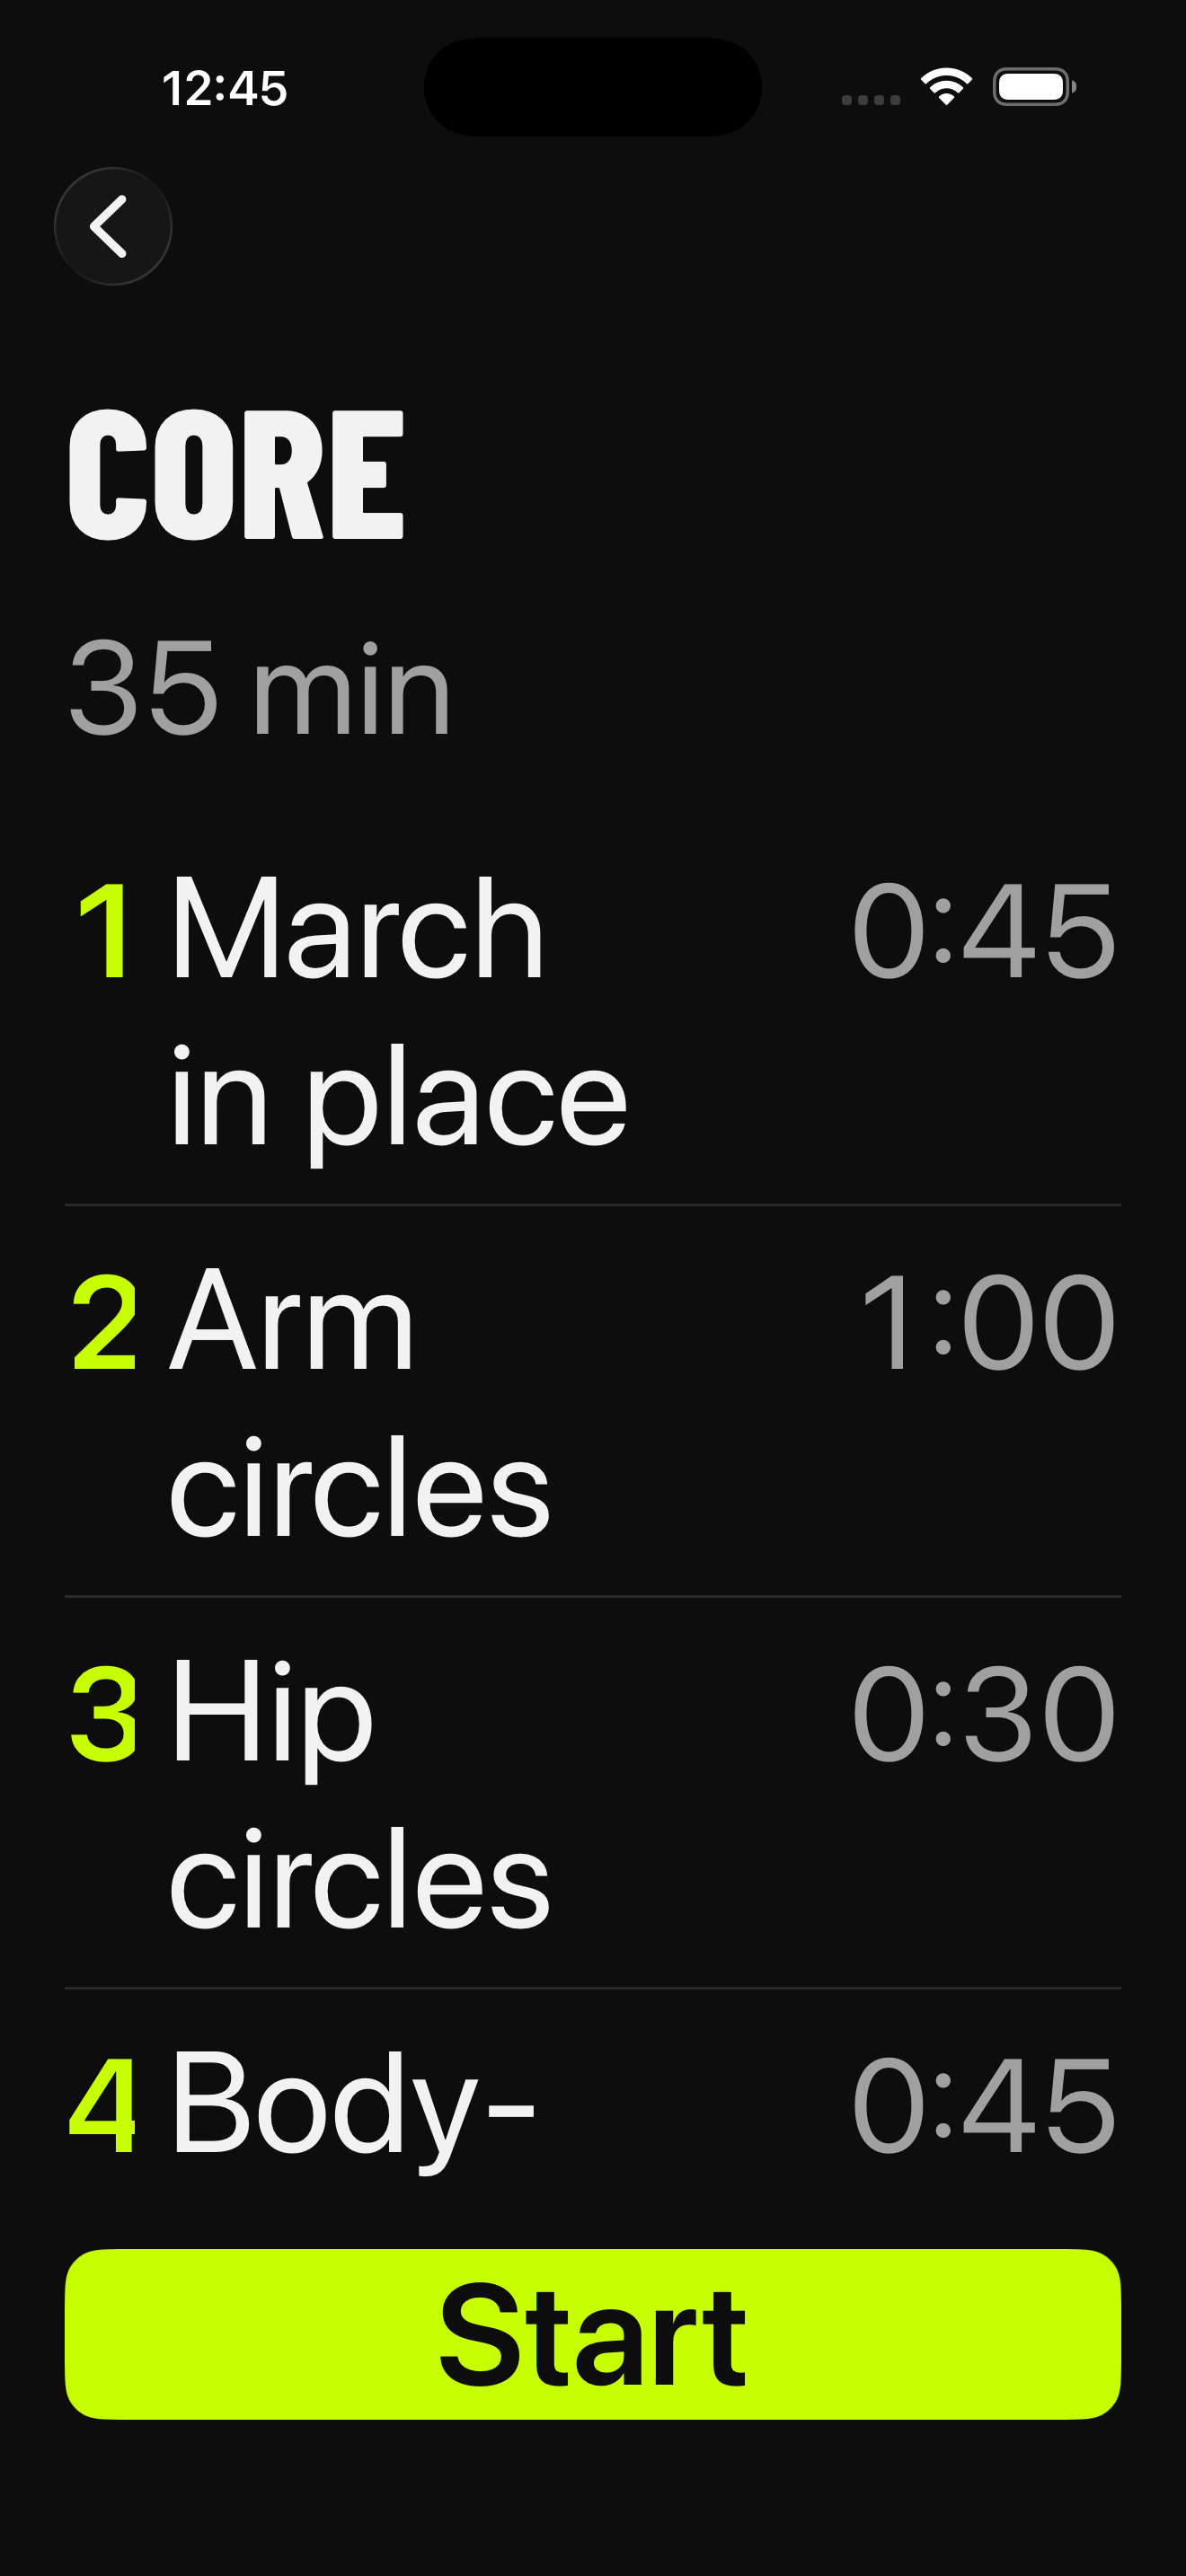 12:45
CORE
35 min
1 March 0:45
in place
2 Arm 1:00
circles
3 Hip 0:30
circles
4 Body- 0:45
Start